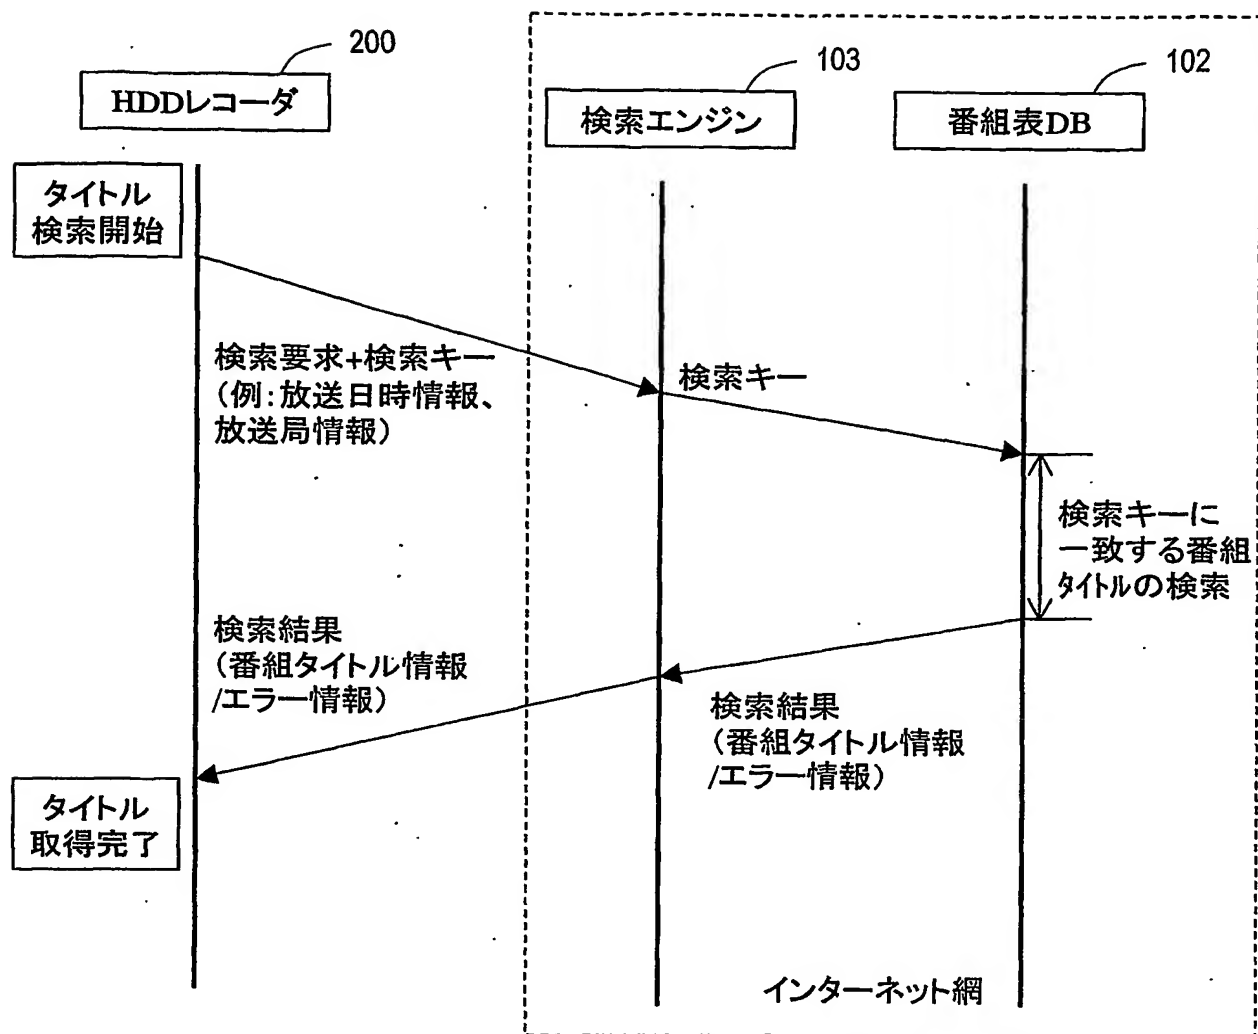 200
103
102
HDDレコーダ
検索エンジン
番組表DB
タイトル
検索開始
検索要求+検索キー
(例:放送日時情報、
放送局情報)
検索キー
検索キーに
一致する番組
タイトルの検索
検索結果
(番組タイトル情報
/エラー情報)
検索結果
(番組タイトル情報
/エラー情報)
タイトル
取得完了
インターネット網